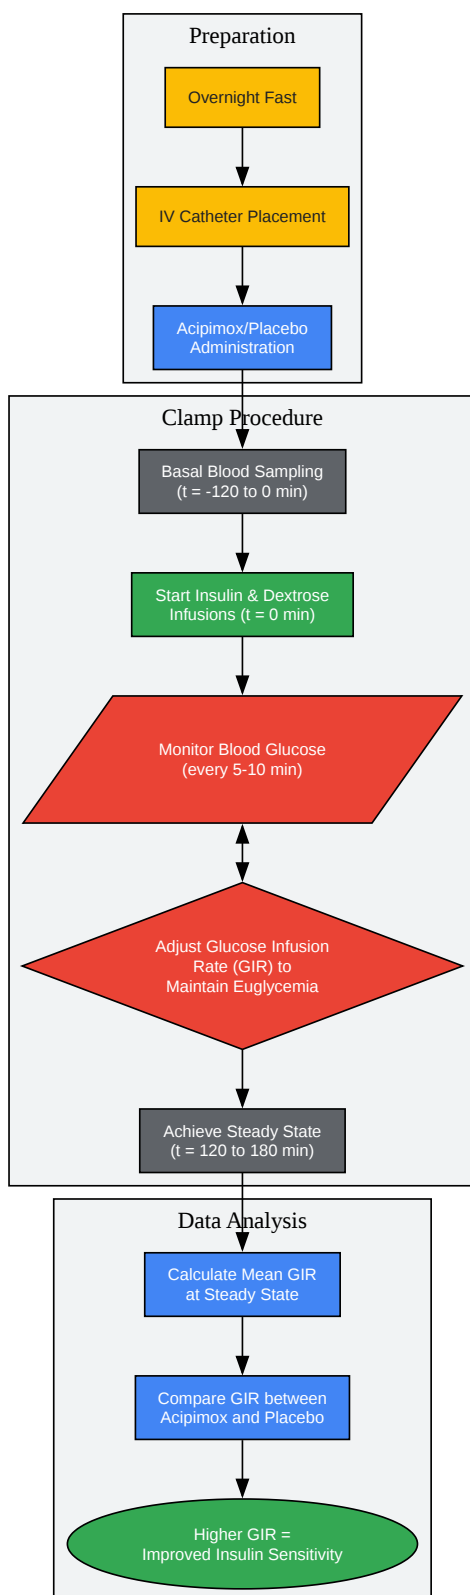 Preparation
Overnight Fast
IV Catheter Placement
Acipimox/Placebo
Administration
Clamp Procedure
Basal Blood Sampling
(t = -120 to 0 min)
Start Insulin & Dextrose
Infusions (t = 0 min)
Monitor Blood Glucose
(every 5-10 min)
Adjust Glucose Infusion
Rate (GIR) to
Maintain Euglycemia
Achieve Steady State
(t = 120 to 180 min)
Data Analysis
Calculate Mean GIR
at Steady State
Compare GIR between
Acipimox and Placebo
Higher GIR =
Improved Insulin Sensitivity